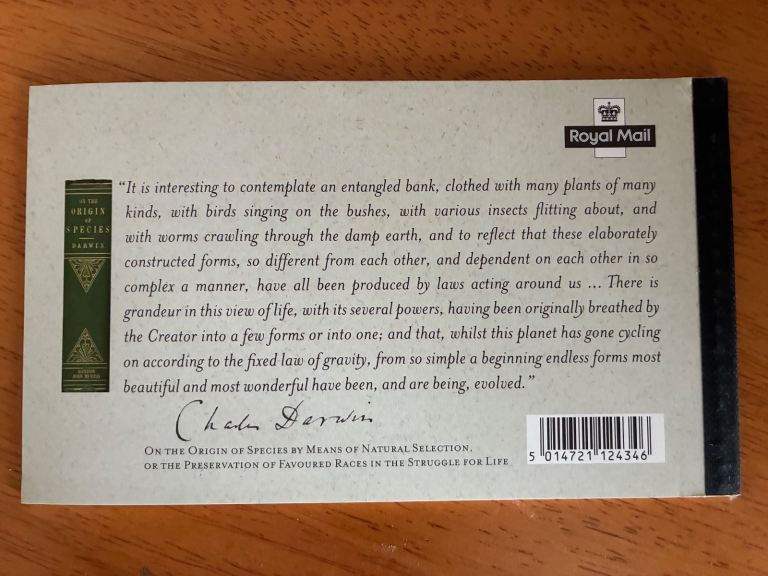 Royal Mail
ON THE
ORIGIN
OF
SPECIES
DARWIN
LONDON
JOHN MURRAY
“It is interesting to contemplate an entangled bank, clothed with many plants of many
kinds, with birds singing on the bushes, with various insects flitting about, and
with worms crawling through the damp earth, and to reflect that these elaborately
constructed forms, so different from each other, and dependent on each other in so
complex a manner, have all been produced by laws acting around us ... There is
grandeur in this view of life, with its several powers, having been originally breathed by
the Creator into a few forms or into one; and that, whilst this planet has gone cycling
on according to the fixed law of gravity, from so simple a beginning endless forms most
beautiful and most wonderful have been, and are being, evolved.”
Charles Darwin
On the Origin of Species by Means of Natural Selection,
or the Preservation of Favoured Races in the Struggle for Life
5 014721 124346